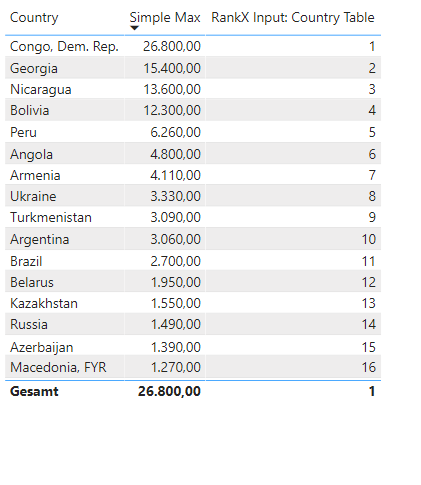 Country Simple Max RankX Input: Country Table
Congo, Dem. Rep. 26.800,00 1
Georgia 15.400,00 2
Nicaragua 13.600,00 3
Bolivia 12.300,00 4
Peru 6.260,00 5
Angola 4.800,00 6
Armenia 4.110,00 7
Ukraine 3.330,00 8
Turkmenistan 3.090,00 9
Argentina 3.060,00 10
Brazil 2.700,00 11
Belarus 1.950,00 12
Kazakhstan 1.550,00 13
Russia 1.490,00 14
Azerbaijan 1.390,00 15
Macedonia, FYR 1.270,00 16
Gesamt 26.800,00 1